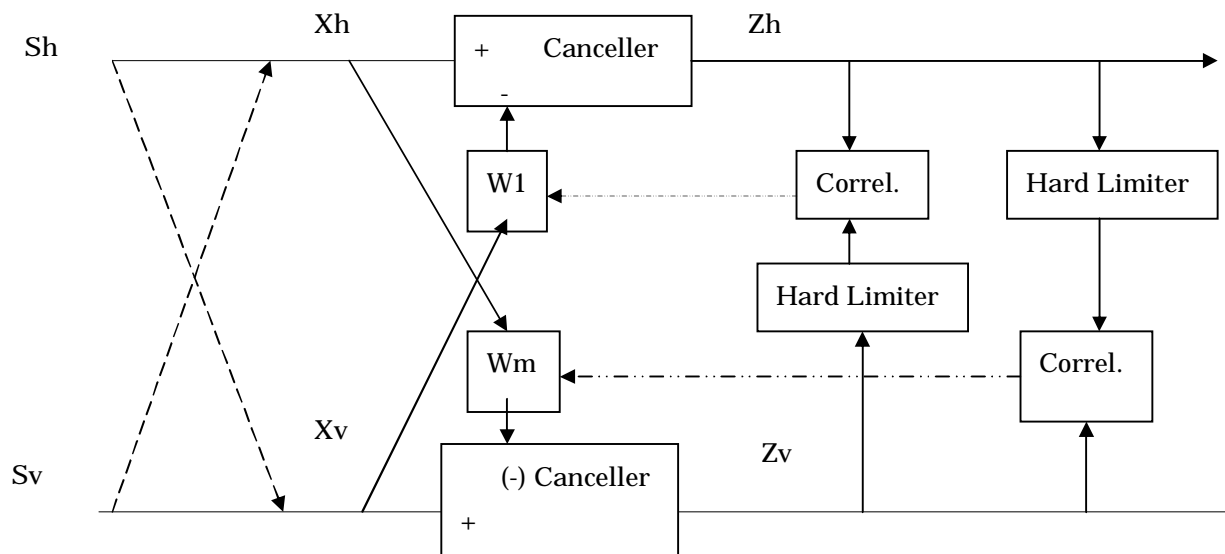 Sh
Xh
+ Canceller
-
Zh
W1
Correl.
Hard Limiter
Hard Limiter
Wm
Correl.
Xv
Zv
Sv
(-) Canceller
+